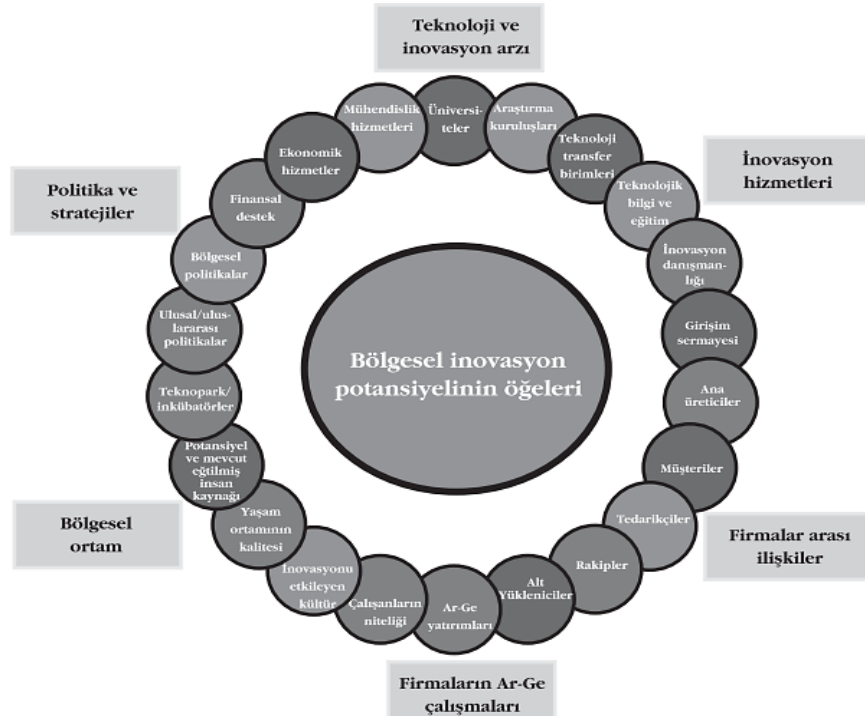 Teknoloji ve
inovasyon arzı
Mühendislik
hizmetleri
Üniversi-
teler
Araştırma
kuruluşları
Teknoloji
transfer
birimleri
Teknolojik
bilgi ve
eğitim
İnovasyon
hizmetleri
İnovasyon
danışman-
lığı
Girişim
sermayesi
Ana
üreticiler
Müşteriler
Tedarikçiler
Firmalar arası
ilişkiler
Rakipler
Alt
Yükleniciler
Ar-Ge
yatırımları
Firmaların Ar-Ge
çalışmaları
Çalışanların
niteliği
İnovasyonu
etkileyen
kültür
Yaşam
ortamının
kalitesi
Bölgesel
ortam
Potansiyel
ve mevcut
eğtilmiş
insan
kaynağı
Teknopark/
inkübatörler
Ulusal/ulus-
lararası
politikalar
Bölgesel
politikalar
Politika ve
stratejiler
Finansal
destek
Ekonomik
hizmetler
Bölgesel inovasyon
potansiyelinin öğeleri